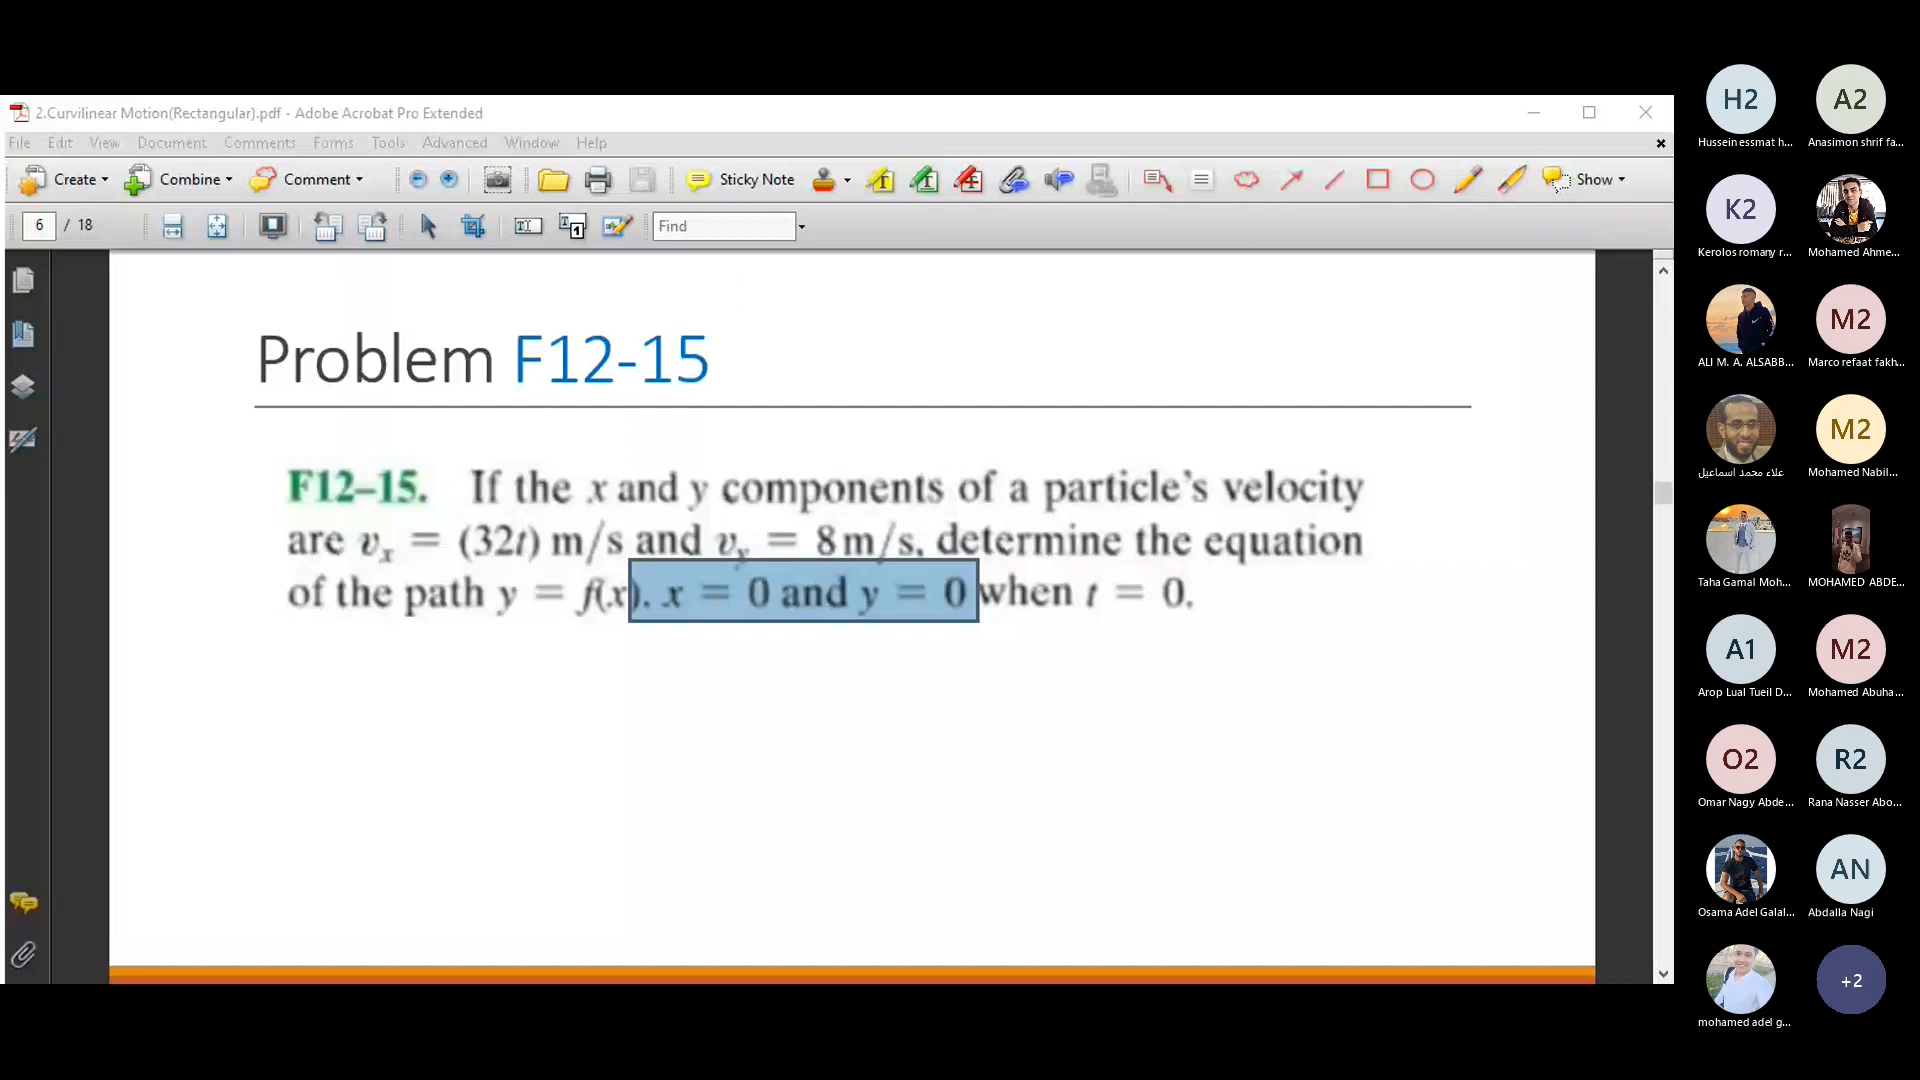 2.Curvilinear Motion(Rectangular).pdf - Adobe Acrobat Pro Extended
File Edit View Document Comments Forms Tools Advanced Window Help
Create Combine Comment Sticky Note Show
6 / 18 Find
Problem F12-15
F12–15. If the x and y components of a particle's velocity
are vx = (32t) m/s and vy = 8 m/s, determine the equation
of the path y = f(x). x = 0 and y = 0 when t = 0.
H2 A2
Hussein essmat h... Anasimon shrif fa...
K2
Kerolos romany r... Mohamed Ahme...
M2
ALI M. A. ALSABB... Marco refaat fakh...
M2
علاء محمد اسماعيل Mohamed Nabil...
Taha Gamal Moh... MOHAMED ABDE...
A1 M2
Arop Lual Tueil D... Mohamed Abuha...
O2 R2
Omar Nagy Abde... Rana Nasser Abo...
AN
Osama Adel Galal... Abdalla Nagi
+2
mohamed adel g...